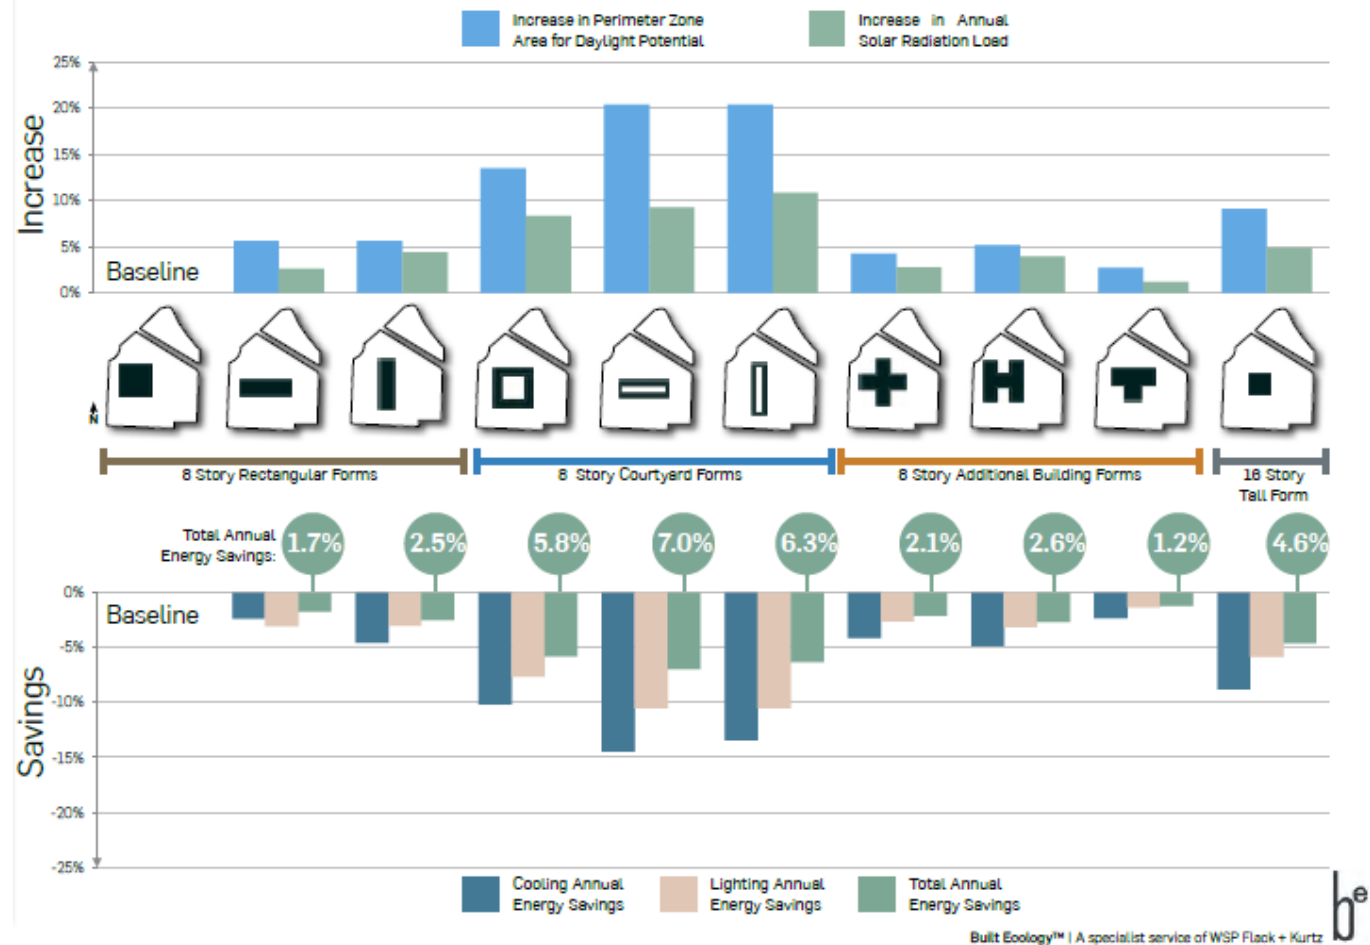 Increase in Perimeter Zone
Area for Daylight Potential
Increase in Annual
Solar Radiation Load
25%
20%
15%
10%
5%
0%
Increase
Baseline
N
8 Story Rectangular Forms
8 Story Courtyard Forms
8 Story Additional Building Forms
16 Story
Tall Form
Total Annual
Energy Savings:
1.7%
2.5%
5.8%
7.0%
6.3%
2.1%
2.6%
1.2%
4.6%
0%
-5%
-10%
-15%
-20%
-25%
Savings
Baseline
Cooling Annual
Energy Savings
Lighting Annual
Energy Savings
Total Annual
Energy Savings
be
Built Ecology™ | A specialist service of WSP Flack + Kurtz